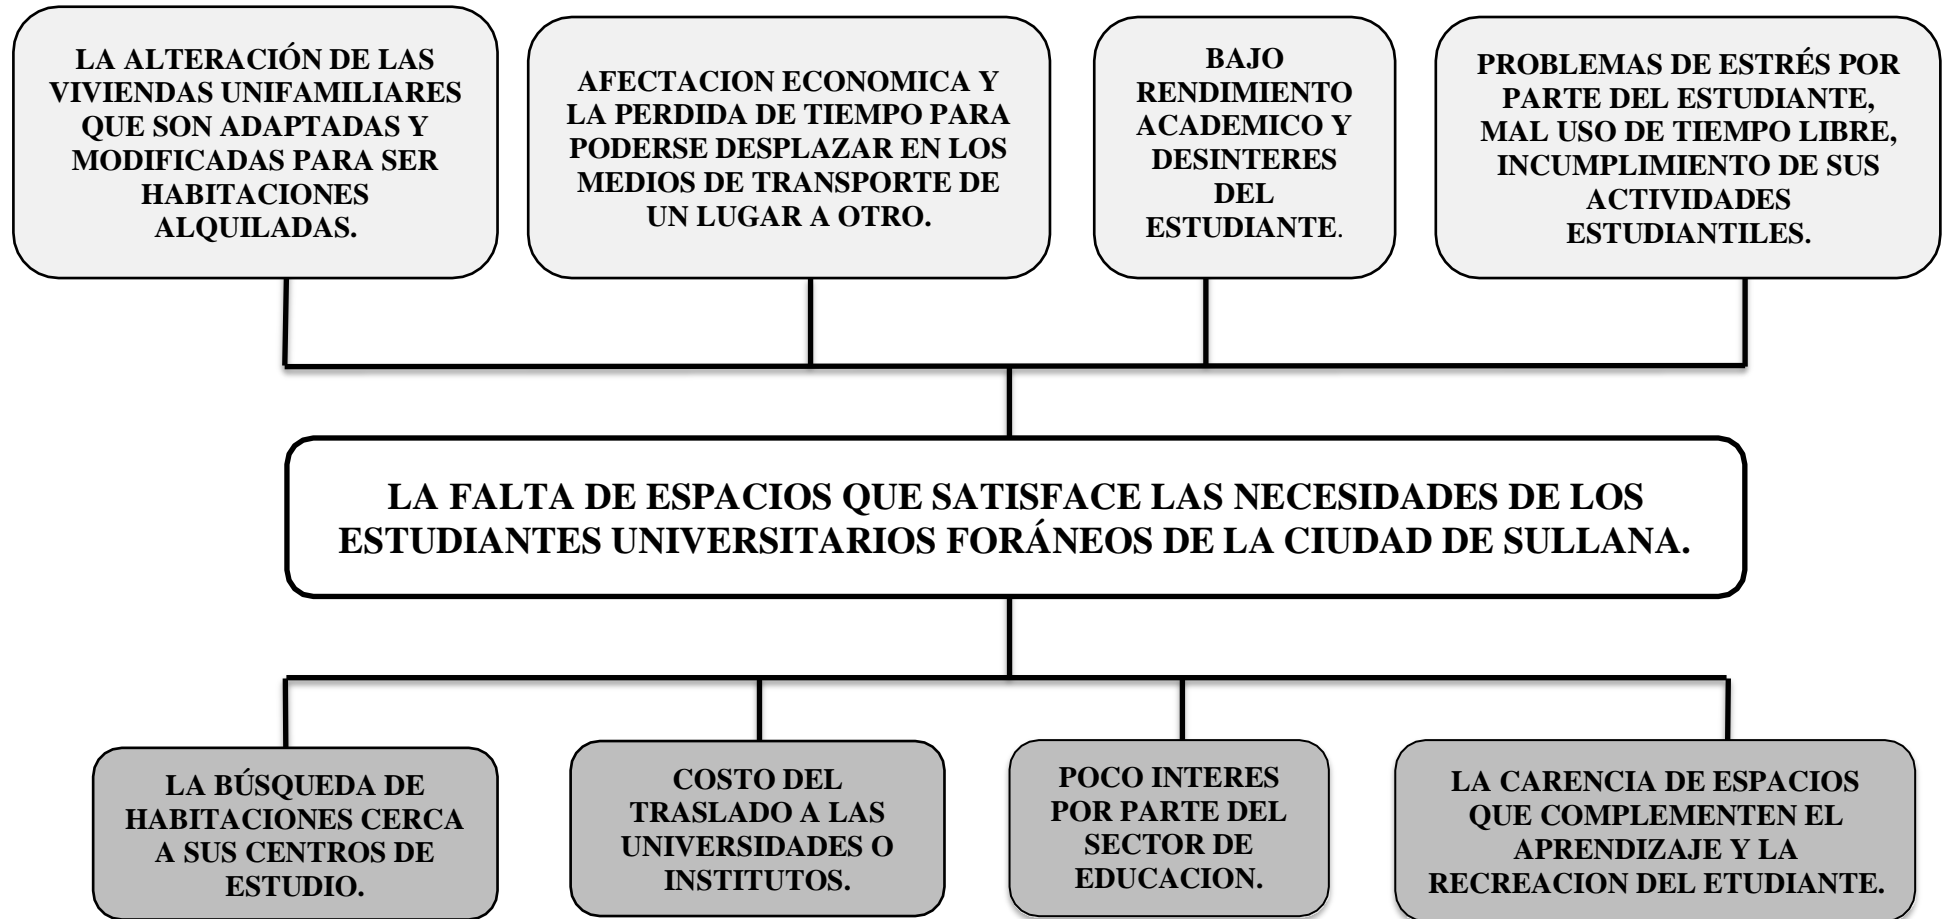 LA ALTERACIÓN DE LAS
VIVIENDAS UNIFAMILIARES
QUE SON ADAPTADAS Y
MODIFICADAS PARA SER
HABITACIONES
ALQUILADAS.
AFECTACION ECONOMICA Y
LA PERDIDA DE TIEMPO PARA
PODERSE DESPLAZAR EN LOS
MEDIOS DE TRANSPORTE DE
UN LUGAR A OTRO.
BAJO
RENDIMIENTO
ACADEMICO Y
DESINTERES
DEL
ESTUDIANTE.
PROBLEMAS DE ESTRÉS POR
PARTE DEL ESTUDIANTE,
MAL USO DE TIEMPO LIBRE,
INCUMPLIMIENTO DE SUS
ACTIVIDADES
ESTUDIANTILES.
LA FALTA DE ESPACIOS QUE SATISFACE LAS NECESIDADES DE LOS
ESTUDIANTES UNIVERSITARIOS FORÁNEOS DE LA CIUDAD DE SULLANA.
LA BÚSQUEDA DE
HABITACIONES CERCA
A SUS CENTROS DE
ESTUDIO.
COSTO DEL
TRASLADO A LAS
UNIVERSIDADES O
INSTITUTOS.
POCO INTERES
POR PARTE DEL
SECTOR DE
EDUCACION.
LA CARENCIA DE ESPACIOS
QUE COMPLEMENTEN EL
APRENDIZAJE Y LA
RECREACION DEL ETUDIANTE.